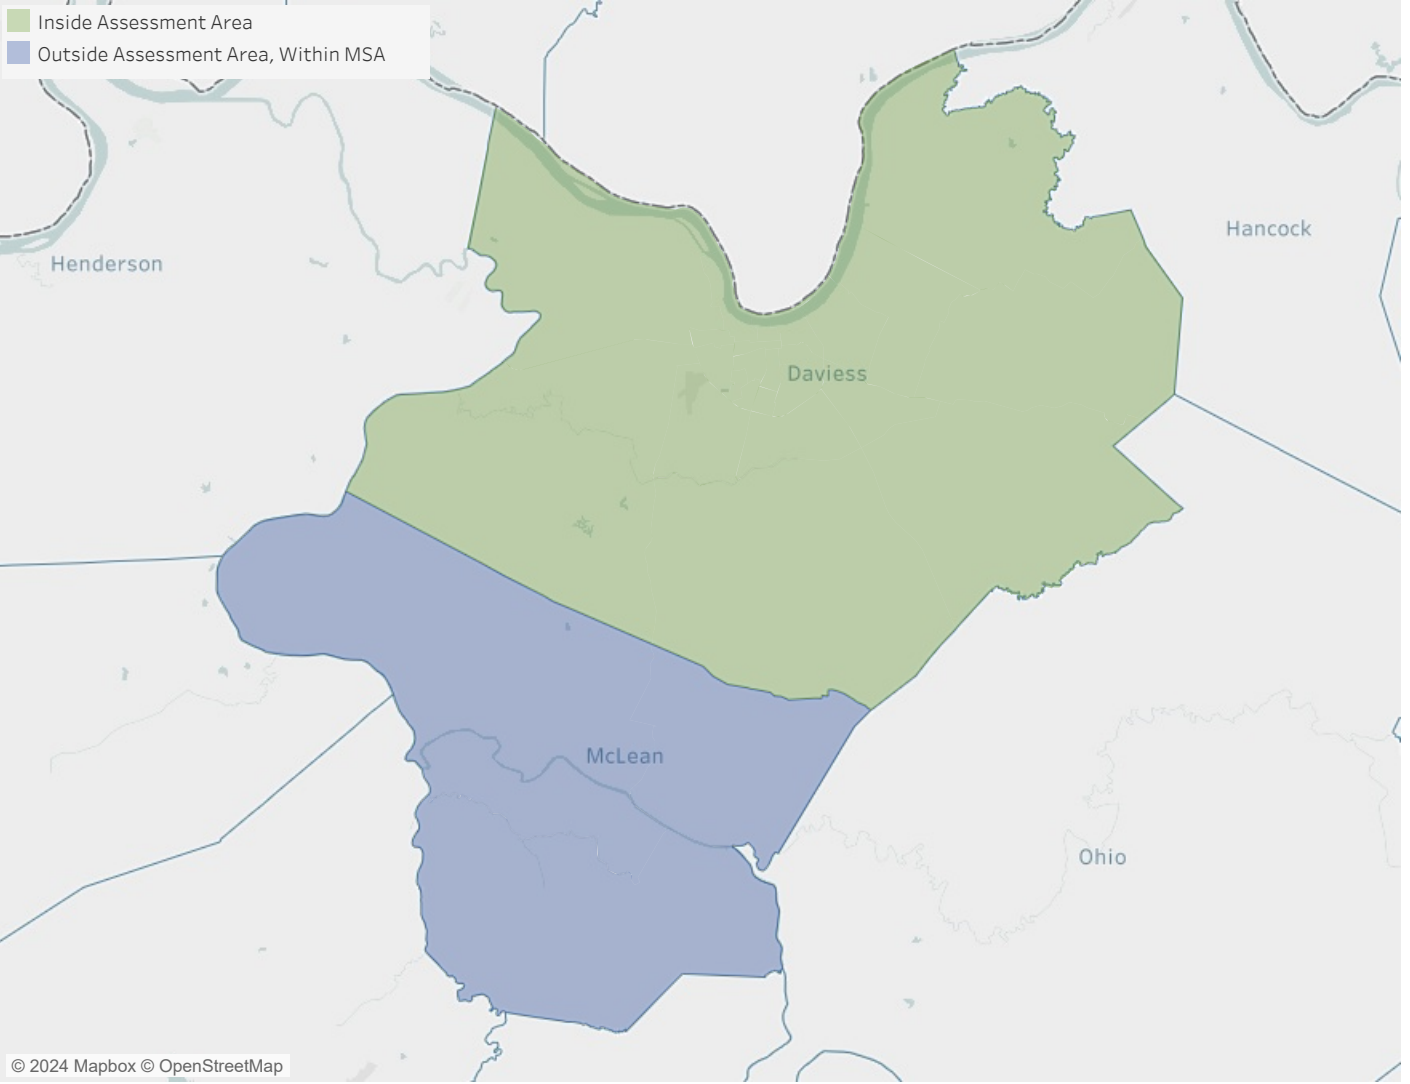 Inside Assessment Area
Outside Assessment Area, Within MSA
Hancock
Henderson
Daviess
McLean
Ohio
© 2024 Mapbox © OpenStreetMap